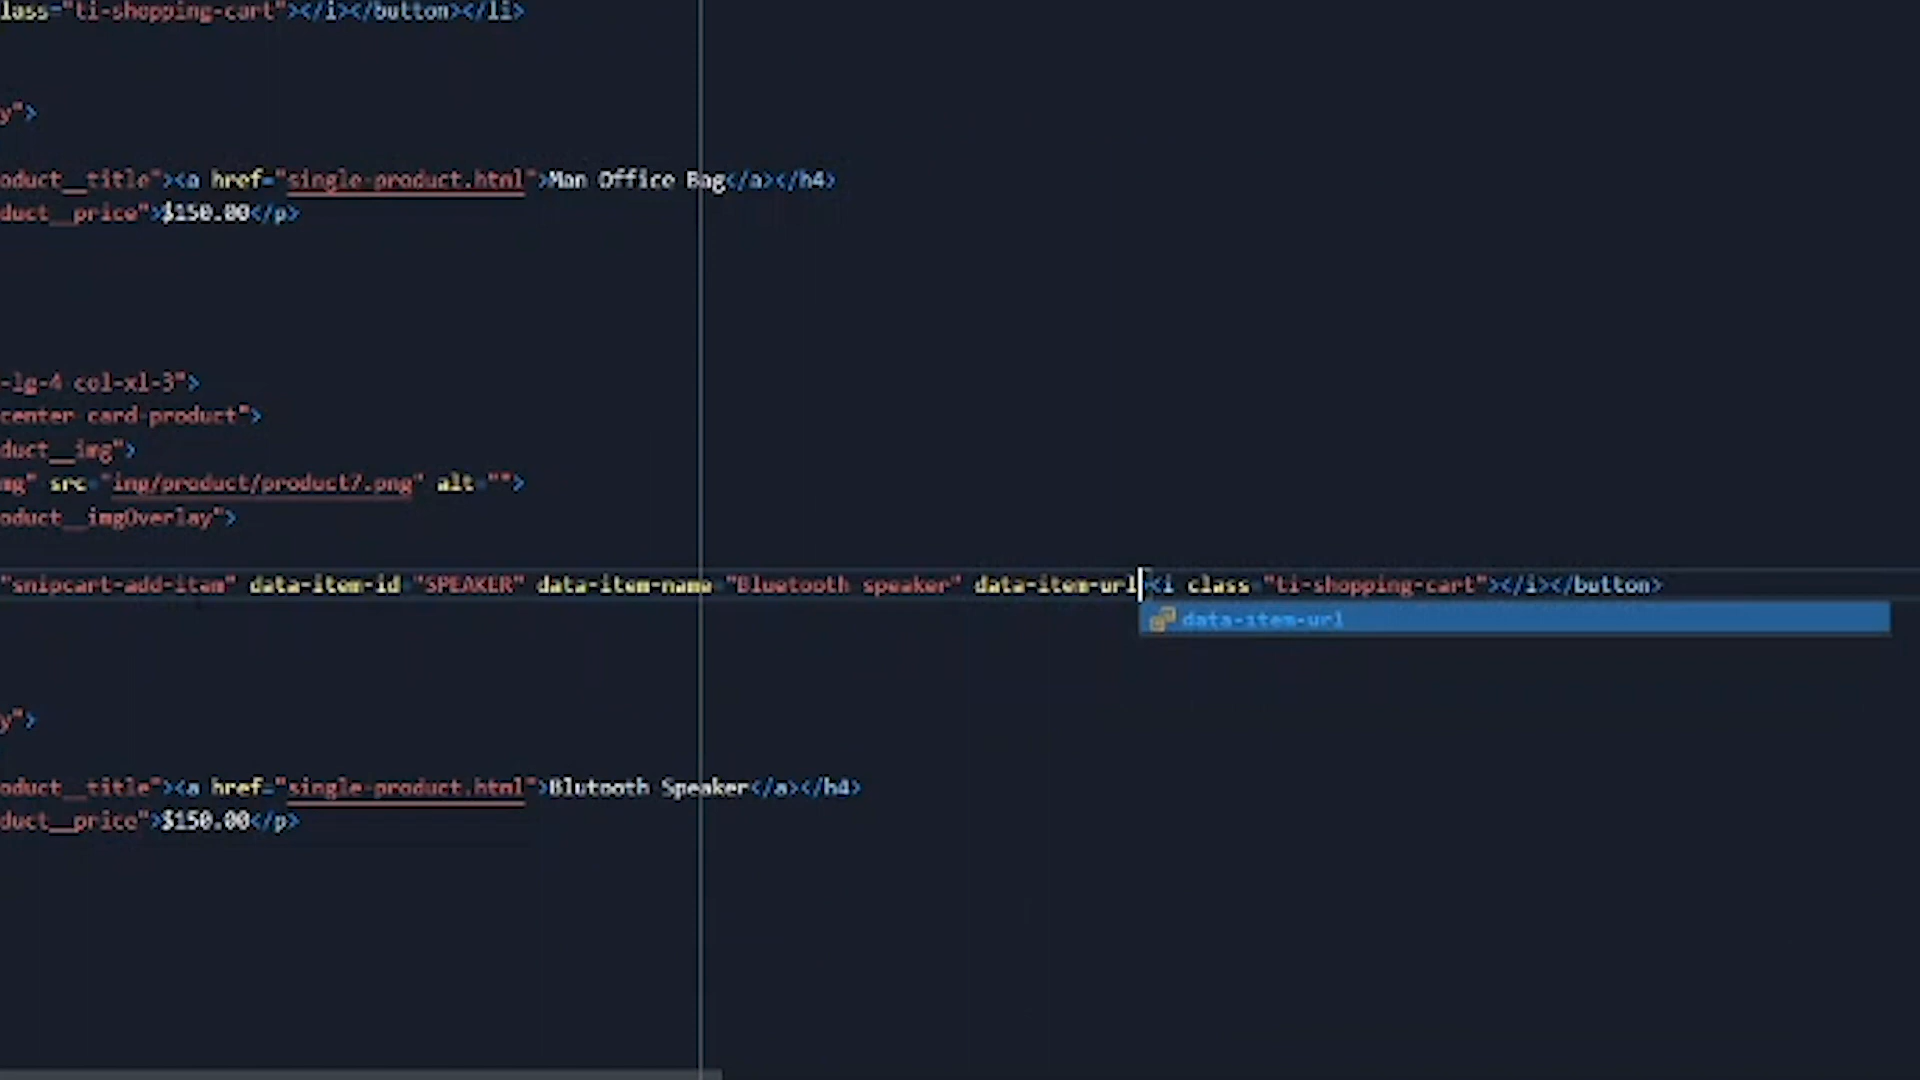 lass="ti-shopping-cart"></i></button></li>
y">
oduct__title"><a href="single-product.html">Man Office Bag</a></h4>
duct__price">$150.00</p>
-lg-4 col-xl-3">
center card-product">
duct__img">
mg" src="img/product/product7.png" alt="">
oduct__imgOverlay">
"snipcart-add-item" data-item-id="SPEAKER" data-item-name="Bluetooth speaker" data-item-url><i class="ti-shopping-cart"></i></button>
data-item-url
y">
oduct__title"><a href="single-product.html">Blutooth Speaker</a></h4>
duct__price">$150.00</p>